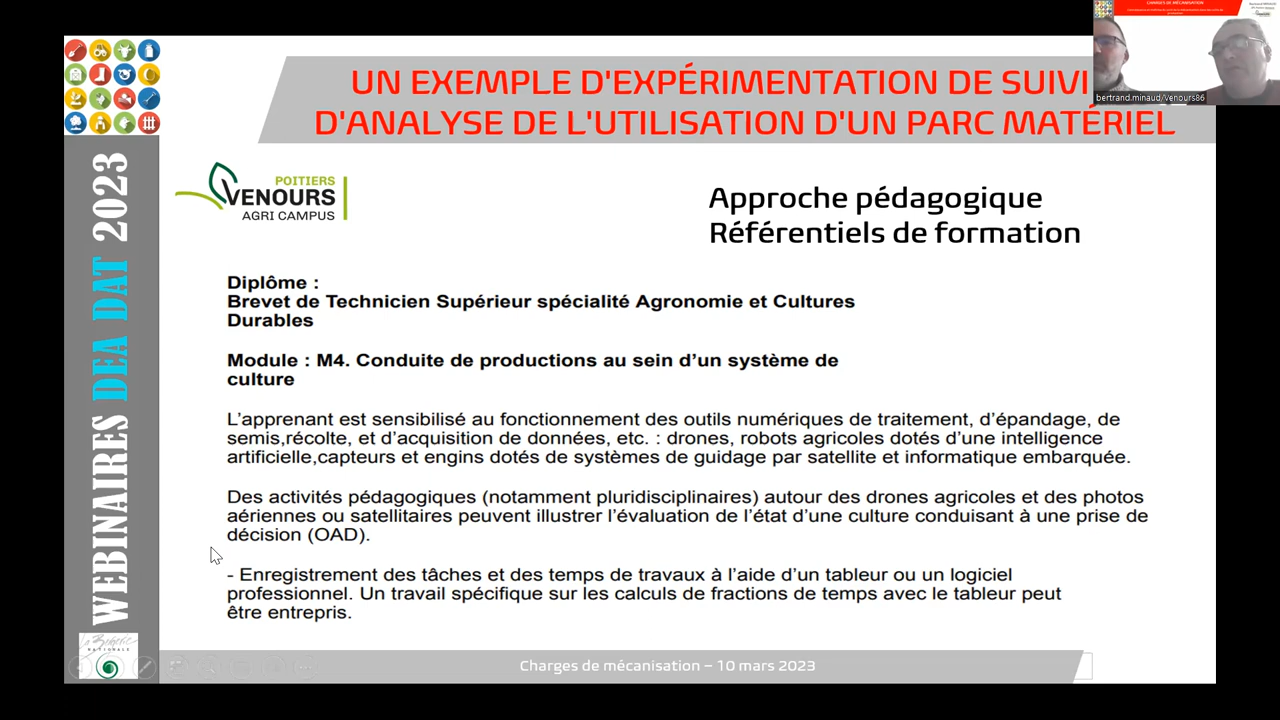 CHARGES DE MÉCANISATION
bertrand.minaud/Venours86
UN EXEMPLE D'EXPÉRIMENTATION DE SUIVI
D'ANALYSE DE L'UTILISATION D'UN PARC MATÉRIEL
POITIERS
VENOURS
AGRI CAMPUS
Approche pédagogique
Référentiels de formation
WEBINAIRES DEA DAT 2023
Diplôme :
Brevet de Technicien Supérieur spécialité Agronomie et Cultures
Durables
Module : M4. Conduite de productions au sein d’un système de
culture
L’apprenant est sensibilisé au fonctionnement des outils numériques de traitement, d’épandage, de
semis,récolte, et d’acquisition de données, etc. : drones, robots agricoles dotés d’une intelligence
artificielle,capteurs et engins dotés de systèmes de guidage par satellite et informatique embarquée.
Des activités pédagogiques (notamment pluridisciplinaires) autour des drones agricoles et des photos
aériennes ou satellitaires peuvent illustrer l’évaluation de l’état d’une culture conduisant à une prise de
décision (OAD).
- Enregistrement des tâches et des temps de travaux à l’aide d’un tableur ou un logiciel
professionnel. Un travail spécifique sur les calculs de fractions de temps avec le tableur peut
être entrepris.
La Bergerie
NATIONALE
Charges de mécanisation – 10 mars 2023